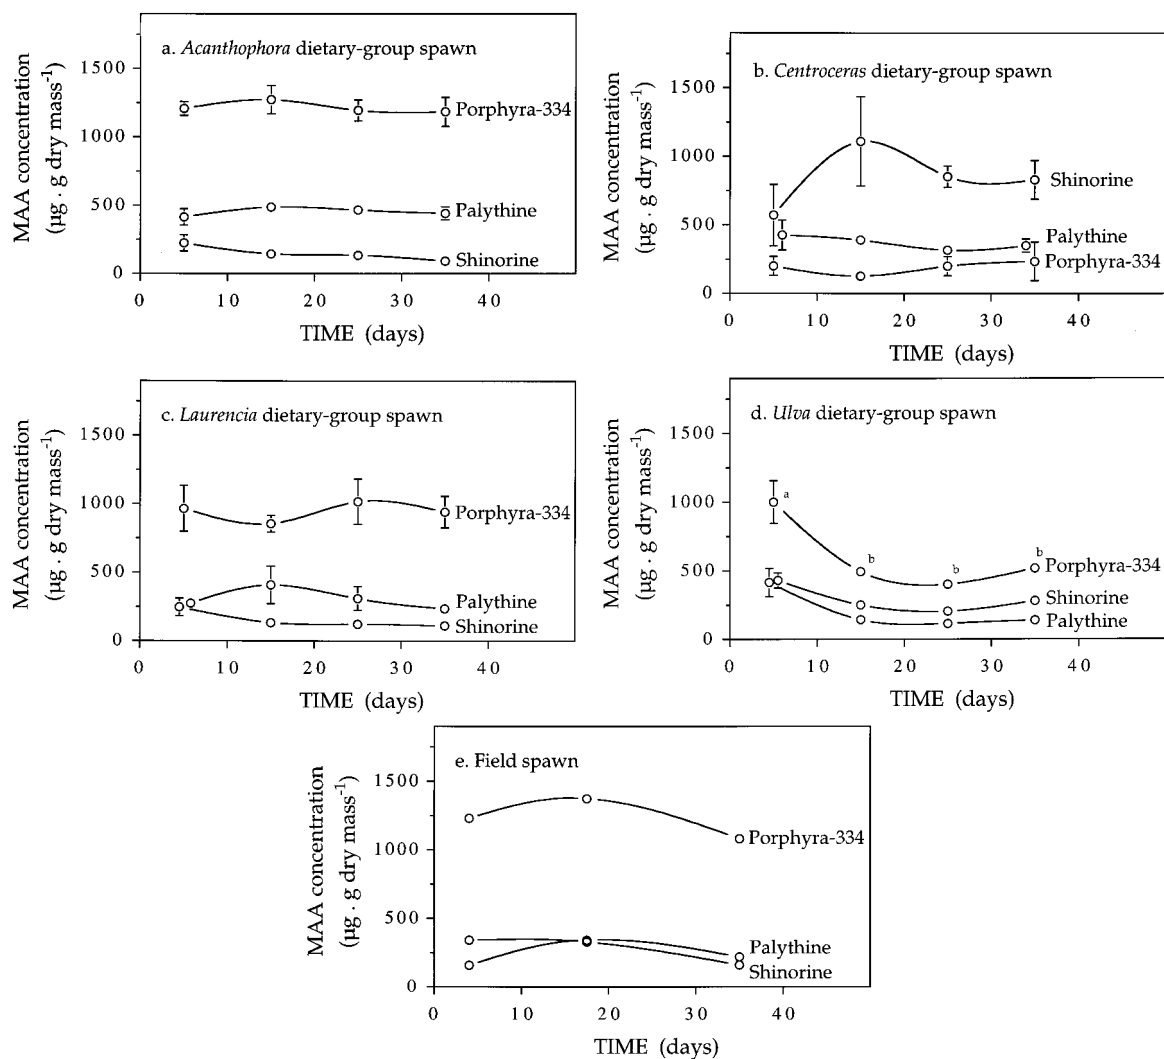 a. Acanthophora dietary-group spawn
MAA concentration
(µg . g dry mass-1)
1500
1000
500
0
Porphyra-334
Palythine
Shinorine
0 10 20 30 40
TIME (days)
b. Centroceras dietary-group spawn
MAA concentration
(µg . g dry mass-1)
1500
1000
500
0
Shinorine
Palythine
Porphyra-334
0 10 20 30 40
TIME (days)
c. Laurencia dietary-group spawn
MAA concentration
(µg . g dry mass-1)
1500
1000
500
0
Porphyra-334
Palythine
Shinorine
0 10 20 30 40
TIME (days)
d. Ulva dietary-group spawn
MAA concentration
(µg . g dry mass-1)
1500
1000
500
0
a
b
b
b
Porphyra-334
Shinorine
Palythine
0 10 20 30 40
TIME (days)
e. Field spawn
MAA concentration
(µg . g dry mass-1)
1500
1000
500
0
Porphyra-334
Palythine
Shinorine
0 10 20 30 40
TIME (days)